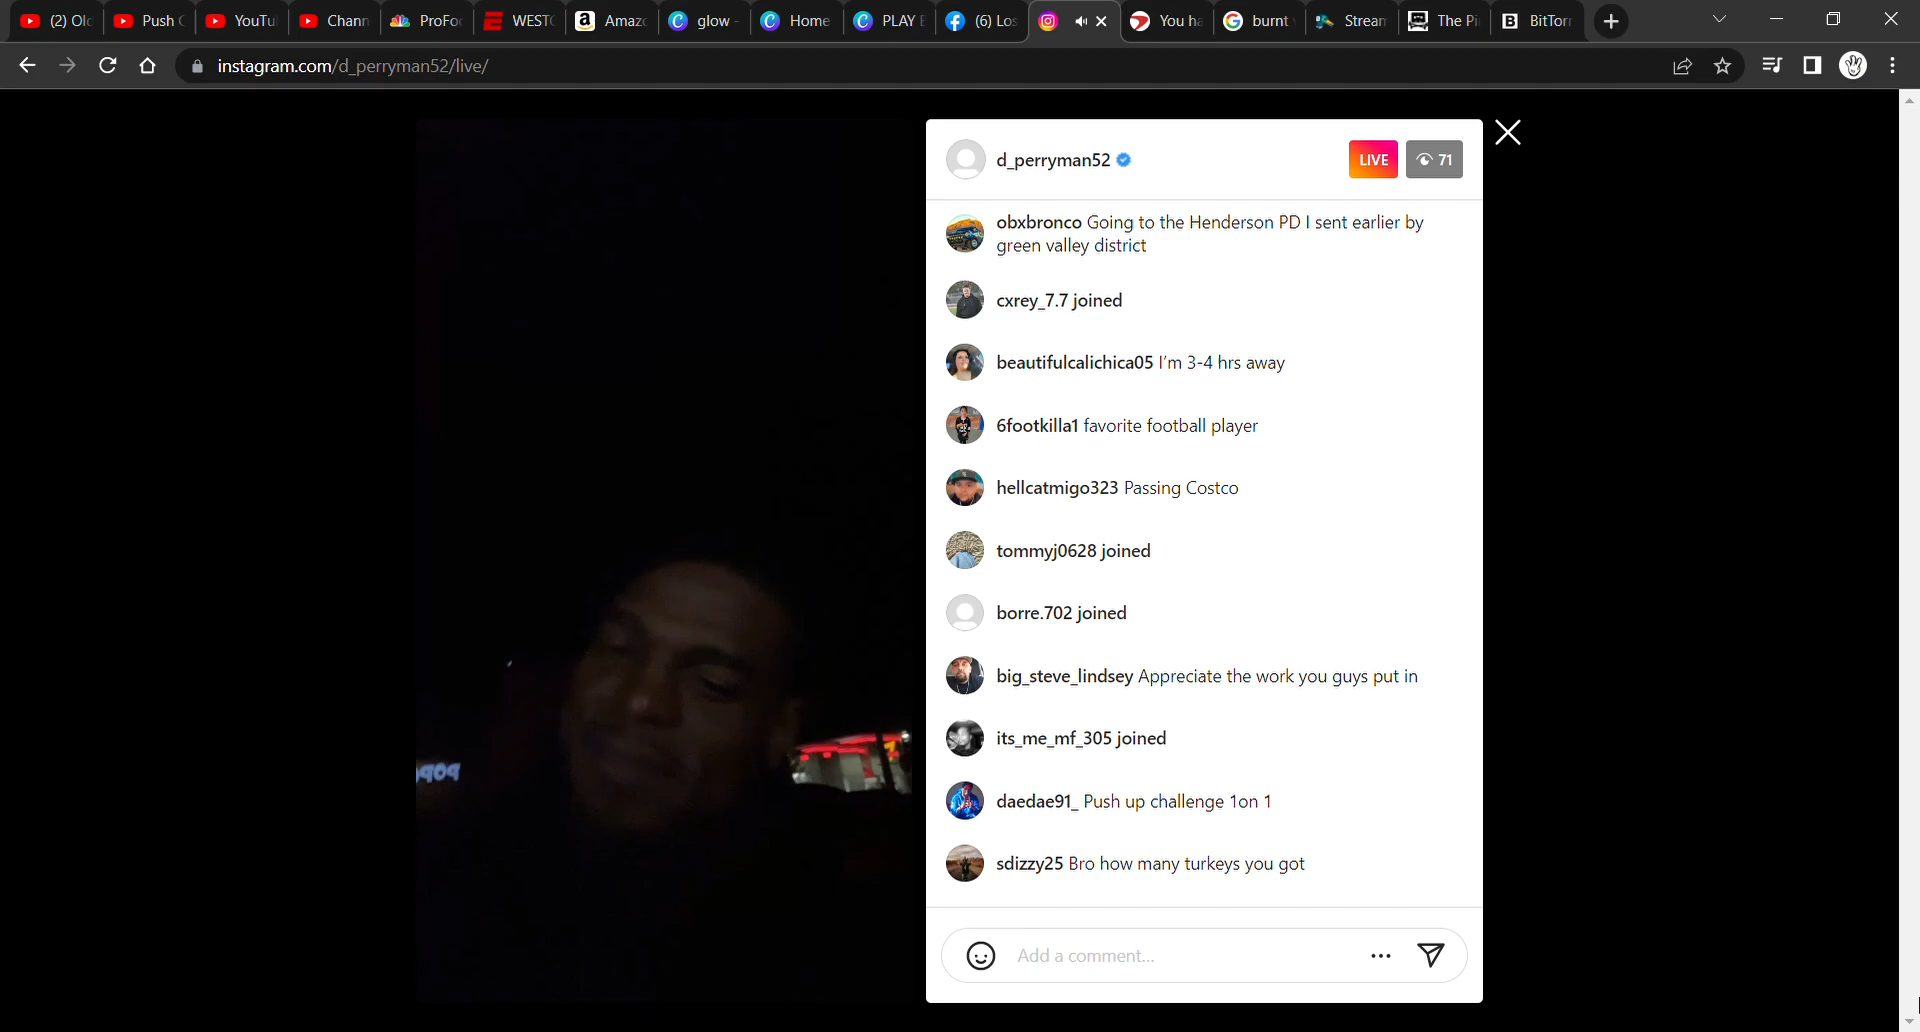 (2) Ol
Push
YouTu
Chann
ProFo
WEST
Amaz
glow -
Home
PLAY
(6) Los
You ha
burnt
Stream
The Pi
BitTor
instagram.com/d_perryman52/live/
d_perryman52
LIVE
71
obxbronco Going to the Henderson PD I sent earlier by
green valley district
cxrey_7.7 joined
beautifulcalichica05 I'm 3-4 hrs away
6footkilla1 favorite football player
hellcatmigo323 Passing Costco
tommyj0628 joined
borre.702 joined
big_steve_lindsey Appreciate the work you guys put in
its_me_mf_305 joined
daedae91_ Push up challenge 1on 1
sdizzy25 Bro how many turkeys you got
Add a comment...